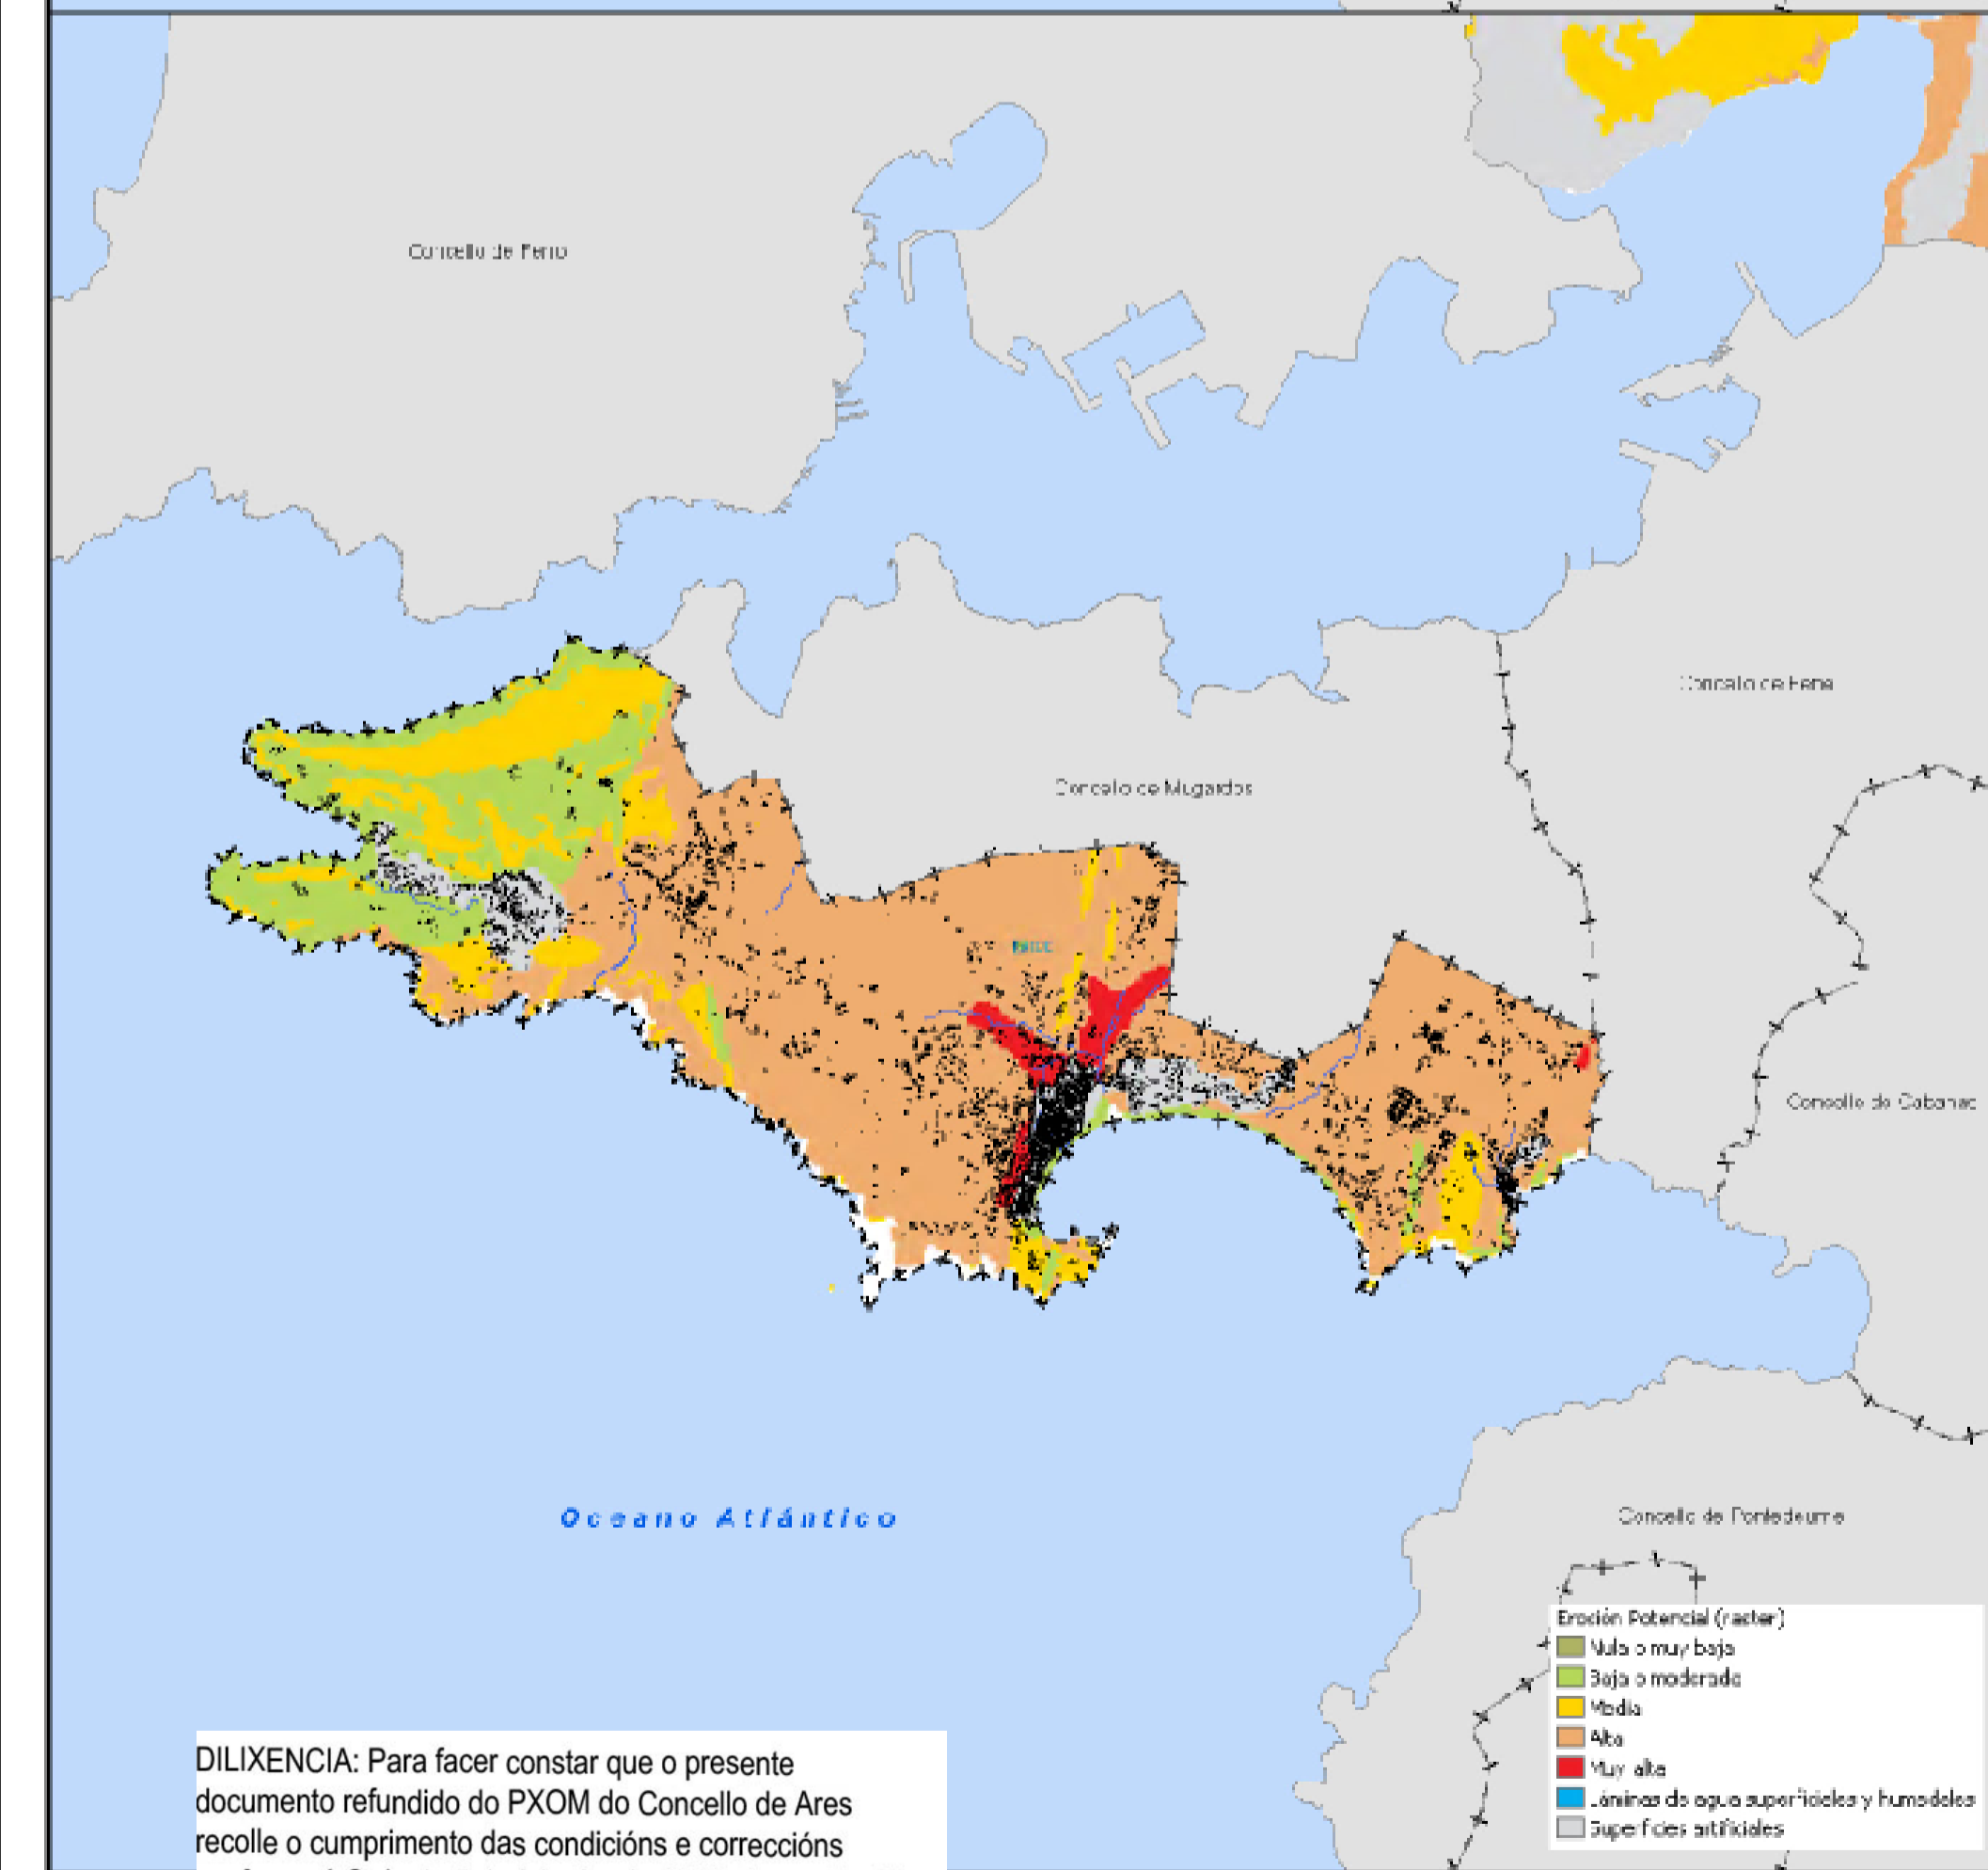 Concello de Ferrol
Concello de Fene
Concello de Mugardos
Concello de Cabanas
Oceano Atlántico
Concello de Pontedeume
Erosión Potencial (raster)
Nula o muy baja
Baja o moderada
Media
Alta
Muy alta
Láminas de agua superficiales y humedales
Superficies artificiales
DILIXENCIA: Para facer constar que o presente
documento refundido do PXOM do Concello de Ares
recolle o cumprimento das condicións e correccións